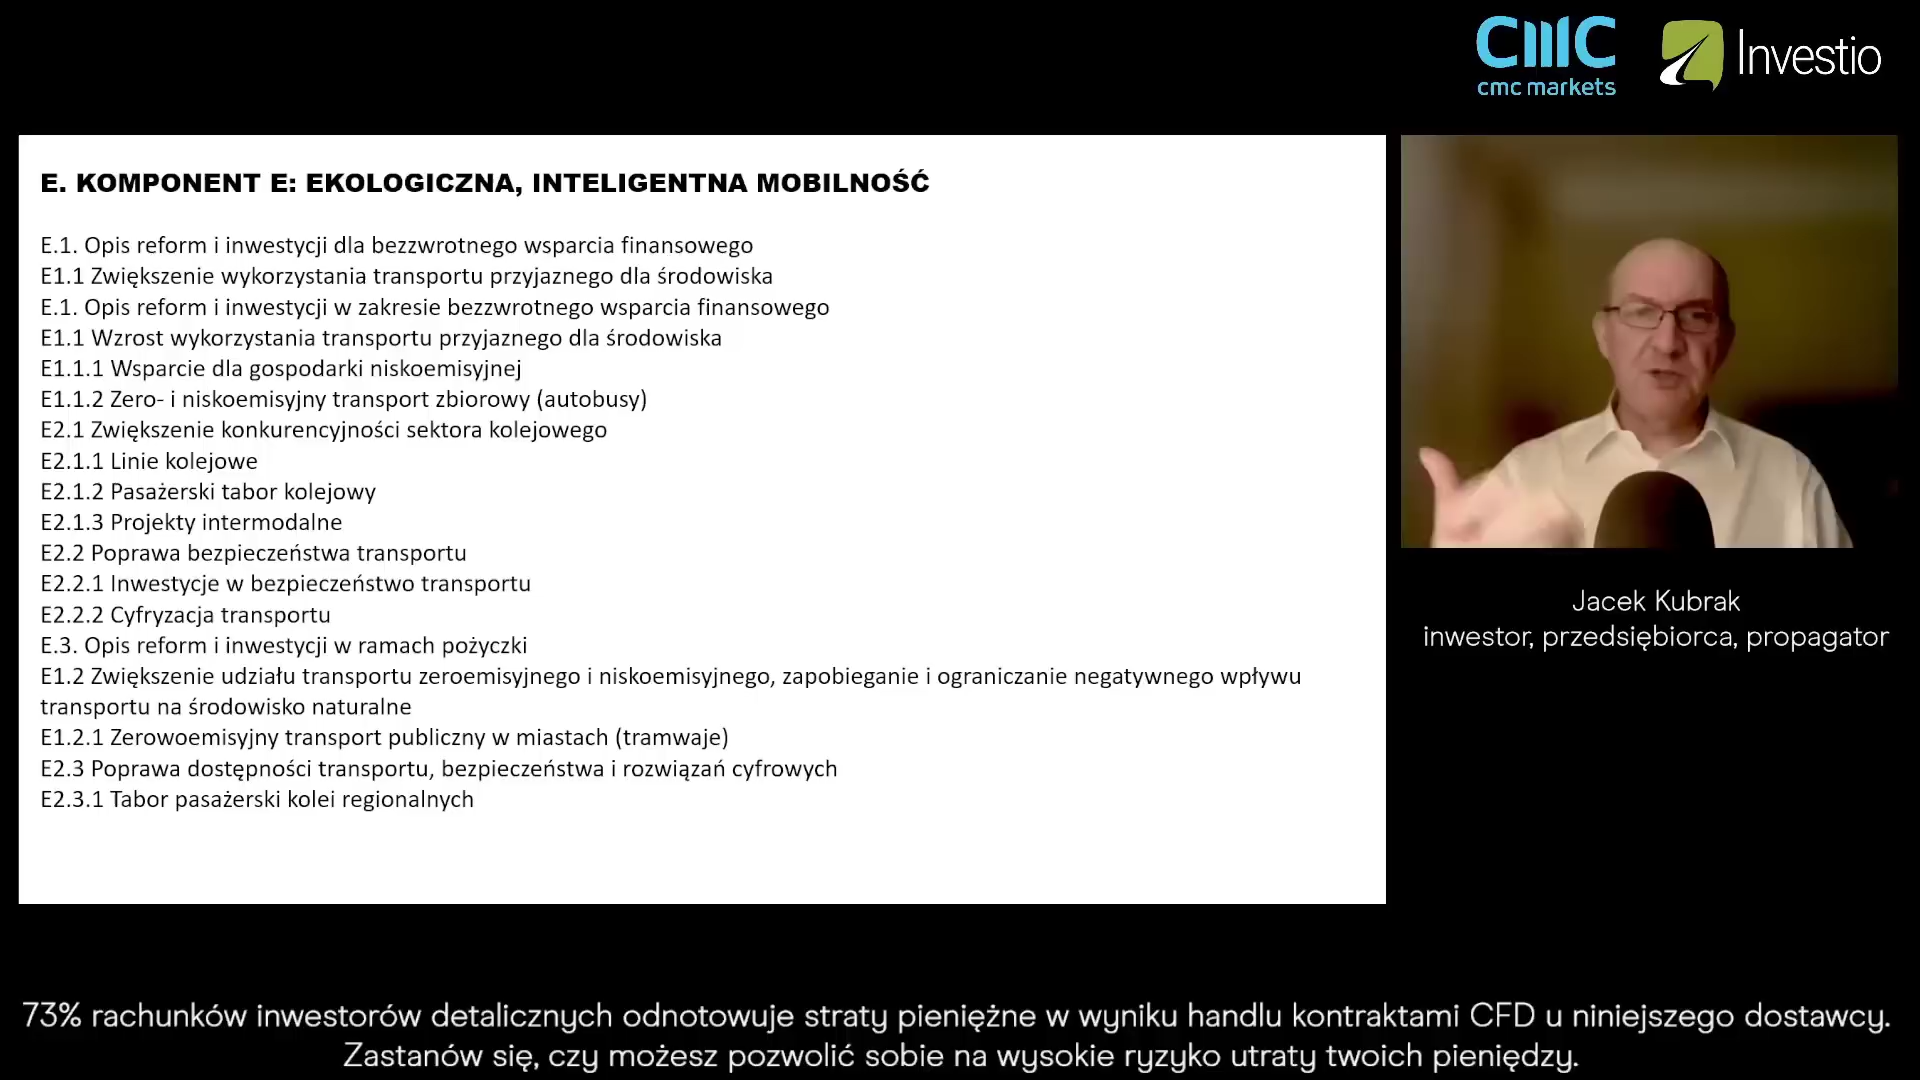 CMC
cmc markets
Investio
E. KOMPONENT E: EKOLOGICZNA, INTELIGENTNA MOBILNOŚĆ
E.1. Opis reform i inwestycji dla bezzwrotnego wsparcia finansowego
E1.1 Zwiększenie wykorzystania transportu przyjaznego dla środowiska
E.1. Opis reform i inwestycji w zakresie bezzwrotnego wsparcia finansowego
E1.1 Wzrost wykorzystania transportu przyjaznego dla środowiska
E1.1.1 Wsparcie dla gospodarki niskoemisyjnej
E1.1.2 Zero- i niskoemisyjny transport zbiorowy (autobusy)
E2.1 Zwiększenie konkurencyjności sektora kolejowego
E2.1.1 Linie kolejowe
E2.1.2 Pasażerski tabor kolejowy
E2.1.3 Projekty intermodalne
E2.2 Poprawa bezpieczeństwa transportu
E2.2.1 Inwestycje w bezpieczeństwo transportu
E2.2.2 Cyfryzacja transportu
E.3. Opis reform i inwestycji w ramach pożyczki
E1.2 Zwiększenie udziału transportu zeroemisyjnego i niskoemisyjnego, zapobieganie i ograniczanie negatywnego wpływu
transportu na środowisko naturalne
E1.2.1 Zerowoemisyjny transport publiczny w miastach (tramwaje)
E2.3 Poprawa dostępności transportu, bezpieczeństwa i rozwiązań cyfrowych
E2.3.1 Tabor pasażerski kolei regionalnych
Jacek Kubrak
inwestor, przedsiębiorca, propagator
73% rachunków inwestorów detalicznych odnotowuje straty pieniężne w wyniku handlu kontraktami CFD u niniejszego dostawcy.
Zastanów się, czy możesz pozwolić sobie na wysokie ryzyko utraty twoich pieniędzy.